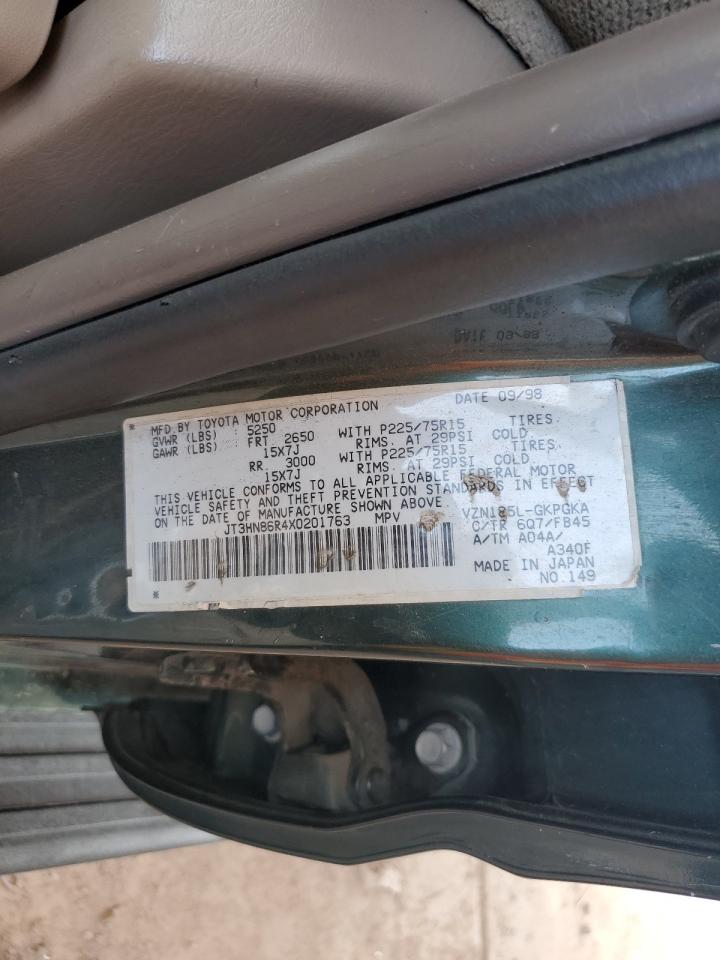 MFD. BY TOYOTA MOTOR CORPORATION DATE 09/98
GVWR (LBS) 5250
GAWR (LBS) FRT 2650 WITH P225/75R15 TIRES
15X7J RIMS. AT 29PSI COLD
RR. 3000 WITH P225/75R15 TIRES
15X7J RIMS. AT 29PSI COLD.
THIS VEHICLE CONFORMS TO ALL APPLICABLE FEDERAL MOTOR
VEHICLE SAFETY AND THEFT PREVENTION STANDARDS IN EFFECT
ON THE DATE OF MANUFACTURE SHOWN ABOVE.
JT3HN86R4X0201763 MPV VZN185L-GKPGKA
C/TR 6Q7/FB45
A/TM A04A/
A340F
MADE IN JAPAN
NO.149